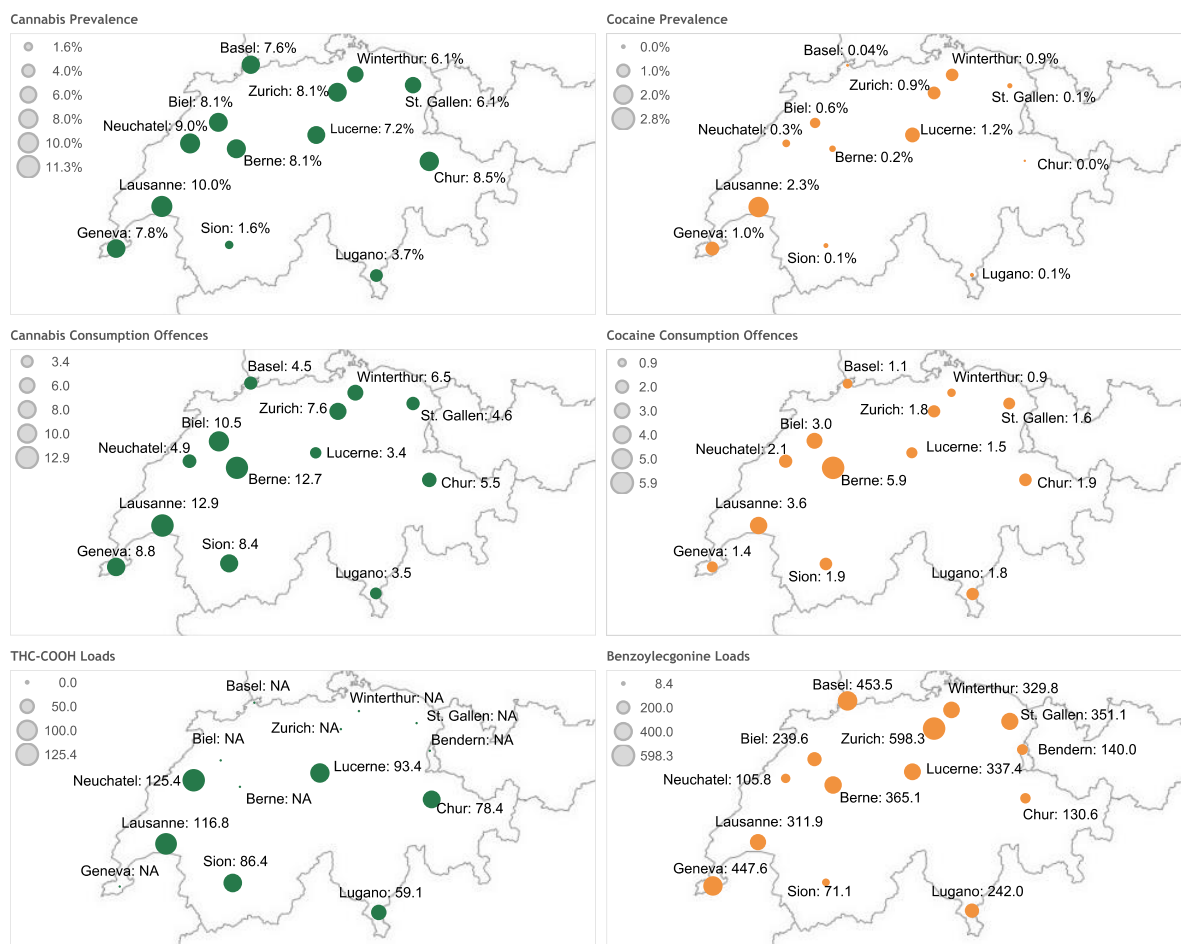 Cannabis Prevalence
1.6%
4.0%
6.0%
8.0%
10.0%
11.3%
Basel: 7.6%
Winterthur: 6.1%
Zurich: 8.1%
St. Gallen: 6.1%
Biel: 8.1%
Neuchatel: 9.0%
Lucerne: 7.2%
Berne: 8.1%
Chur: 8.5%
Lausanne: 10.0%
Geneva: 7.8%
Sion: 1.6%
Lugano: 3.7%
Cocaine Prevalence
0.0%
1.0%
2.0%
2.8%
Basel: 0.04%
Winterthur: 0.9%
Zurich: 0.9%
St. Gallen: 0.1%
Biel: 0.6%
Neuchatel: 0.3%
Lucerne: 1.2%
Berne: 0.2%
Chur: 0.0%
Lausanne: 2.3%
Geneva: 1.0%
Sion: 0.1%
Lugano: 0.1%
Cannabis Consumption Offences
3.4
6.0
8.0
10.0
12.9
Basel: 4.5
Winterthur: 6.5
Zurich: 7.6
St. Gallen: 4.6
Biel: 10.5
Neuchatel: 4.9
Lucerne: 3.4
Berne: 12.7
Chur: 5.5
Lausanne: 12.9
Geneva: 8.8
Sion: 8.4
Lugano: 3.5
Cocaine Consumption Offences
0.9
2.0
3.0
4.0
5.0
5.9
Basel: 1.1
Winterthur: 0.9
Zurich: 1.8
St. Gallen: 1.6
Biel: 3.0
Neuchatel: 2.1
Lucerne: 1.5
Berne: 5.9
Chur: 1.9
Lausanne: 3.6
Geneva: 1.4
Sion: 1.9
Lugano: 1.8
THC-COOH Loads
0.0
50.0
100.0
125.4
Basel: NA
Winterthur: NA
Zurich: NA
St. Gallen: NA
Biel: NA
Bendern: NA
Neuchatel: 125.4
Lucerne: 93.4
Berne: NA
Chur: 78.4
Lausanne: 116.8
Geneva: NA
Sion: 86.4
Lugano: 59.1
Benzoylecgonine Loads
8.4
200.0
400.0
598.3
Basel: 453.5
Winterthur: 329.8
St. Gallen: 351.1
Biel: 239.6
Zurich: 598.3
Bendern: 140.0
Neuchatel: 105.8
Lucerne: 337.4
Berne: 365.1
Chur: 130.6
Lausanne: 311.9
Geneva: 447.6
Sion: 71.1
Lugano: 242.0